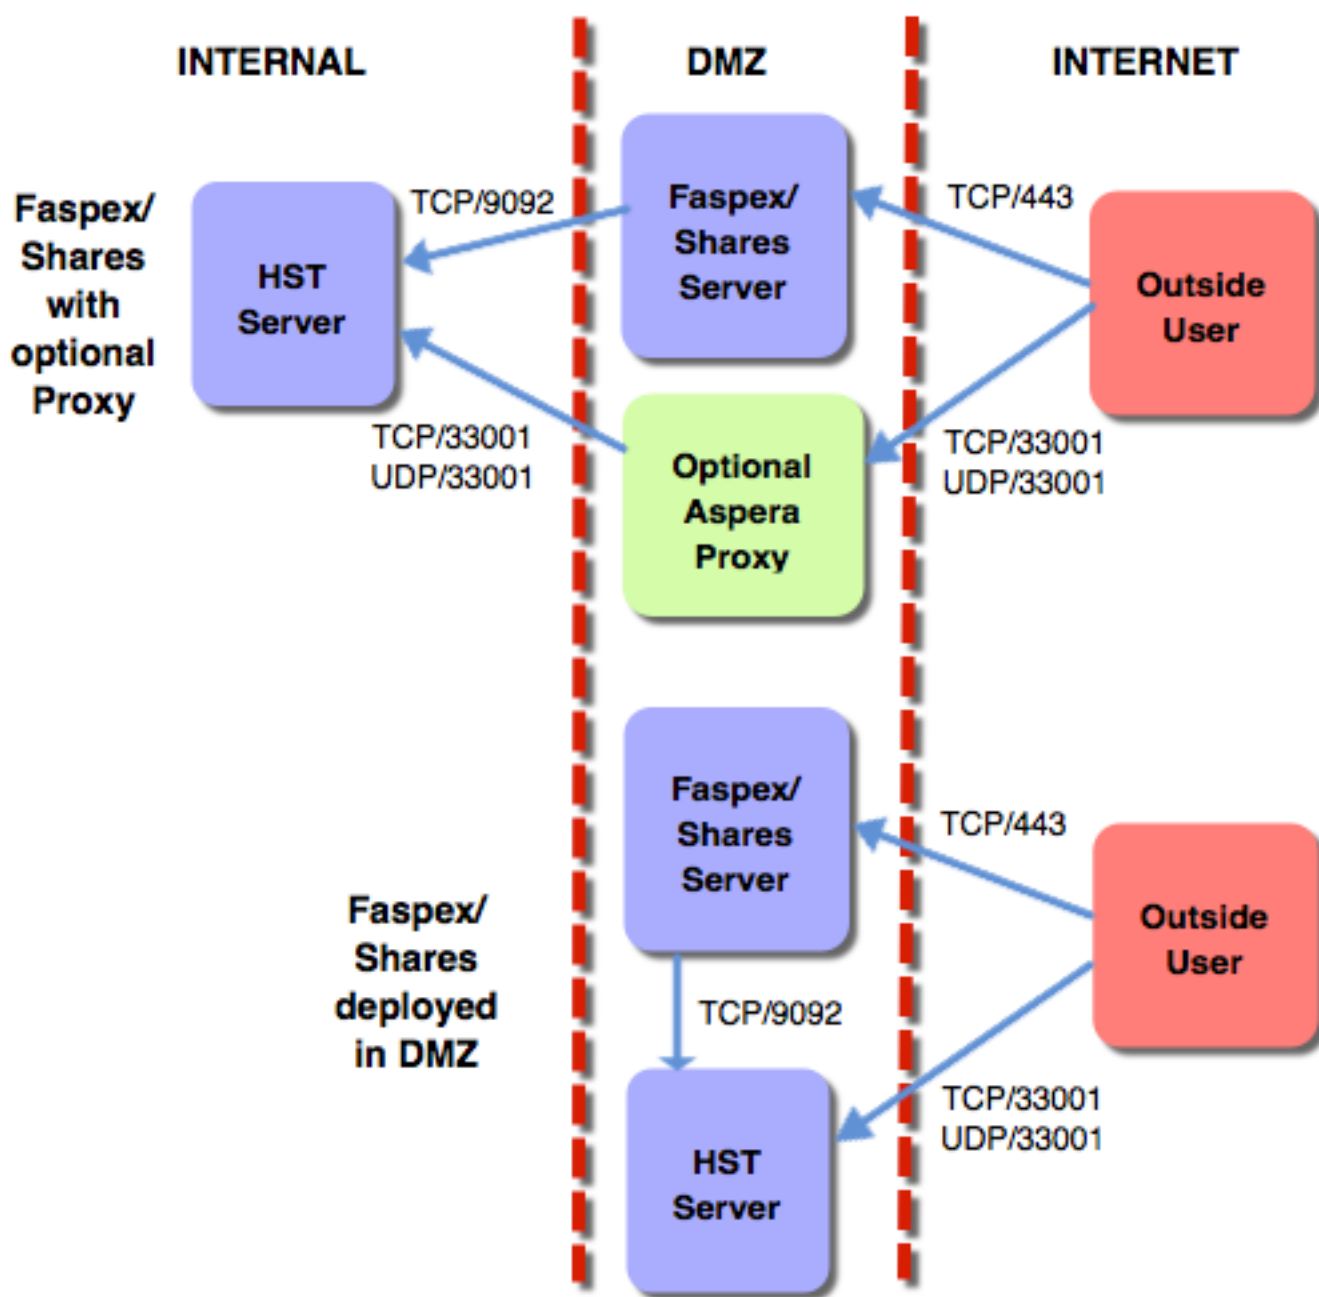 INTERNAL
DMZ
INTERNET
Faspex/
Shares
with
optional
Proxy
HST
Server
TCP/9092
Faspex/
Shares
Server
TCP/443
Outside
User
TCP/33001
UDP/33001
Optional
Aspera
Proxy
TCP/33001
UDP/33001
Faspex/
Shares
deployed
in DMZ
Faspex/
Shares
Server
TCP/443
Outside
User
TCP/9092
HST
Server
TCP/33001
UDP/33001